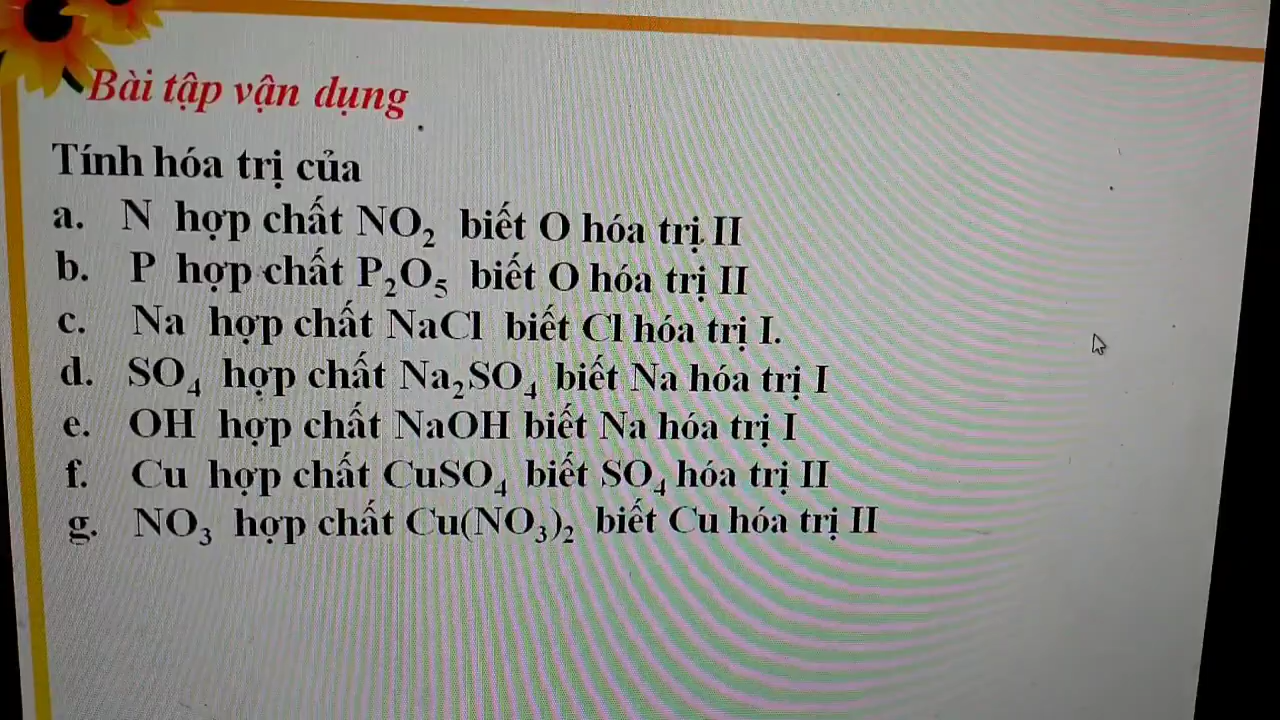 Bài tập vận dụng
Tính hóa trị của
a. N hợp chất NO₂ biết O hóa trị II
b. P hợp chất P₂O₅ biết O hóa trị II
c. Na hợp chất NaCl biết Cl hóa trị I.
d. SO₄ hợp chất Na₂SO₄ biết Na hóa trị I
e. OH hợp chất NaOH biết Na hóa trị I
f. Cu hợp chất CuSO₄ biết SO₄ hóa trị II
g. NO₃ hợp chất Cu(NO₃)₂ biết Cu hóa trị II